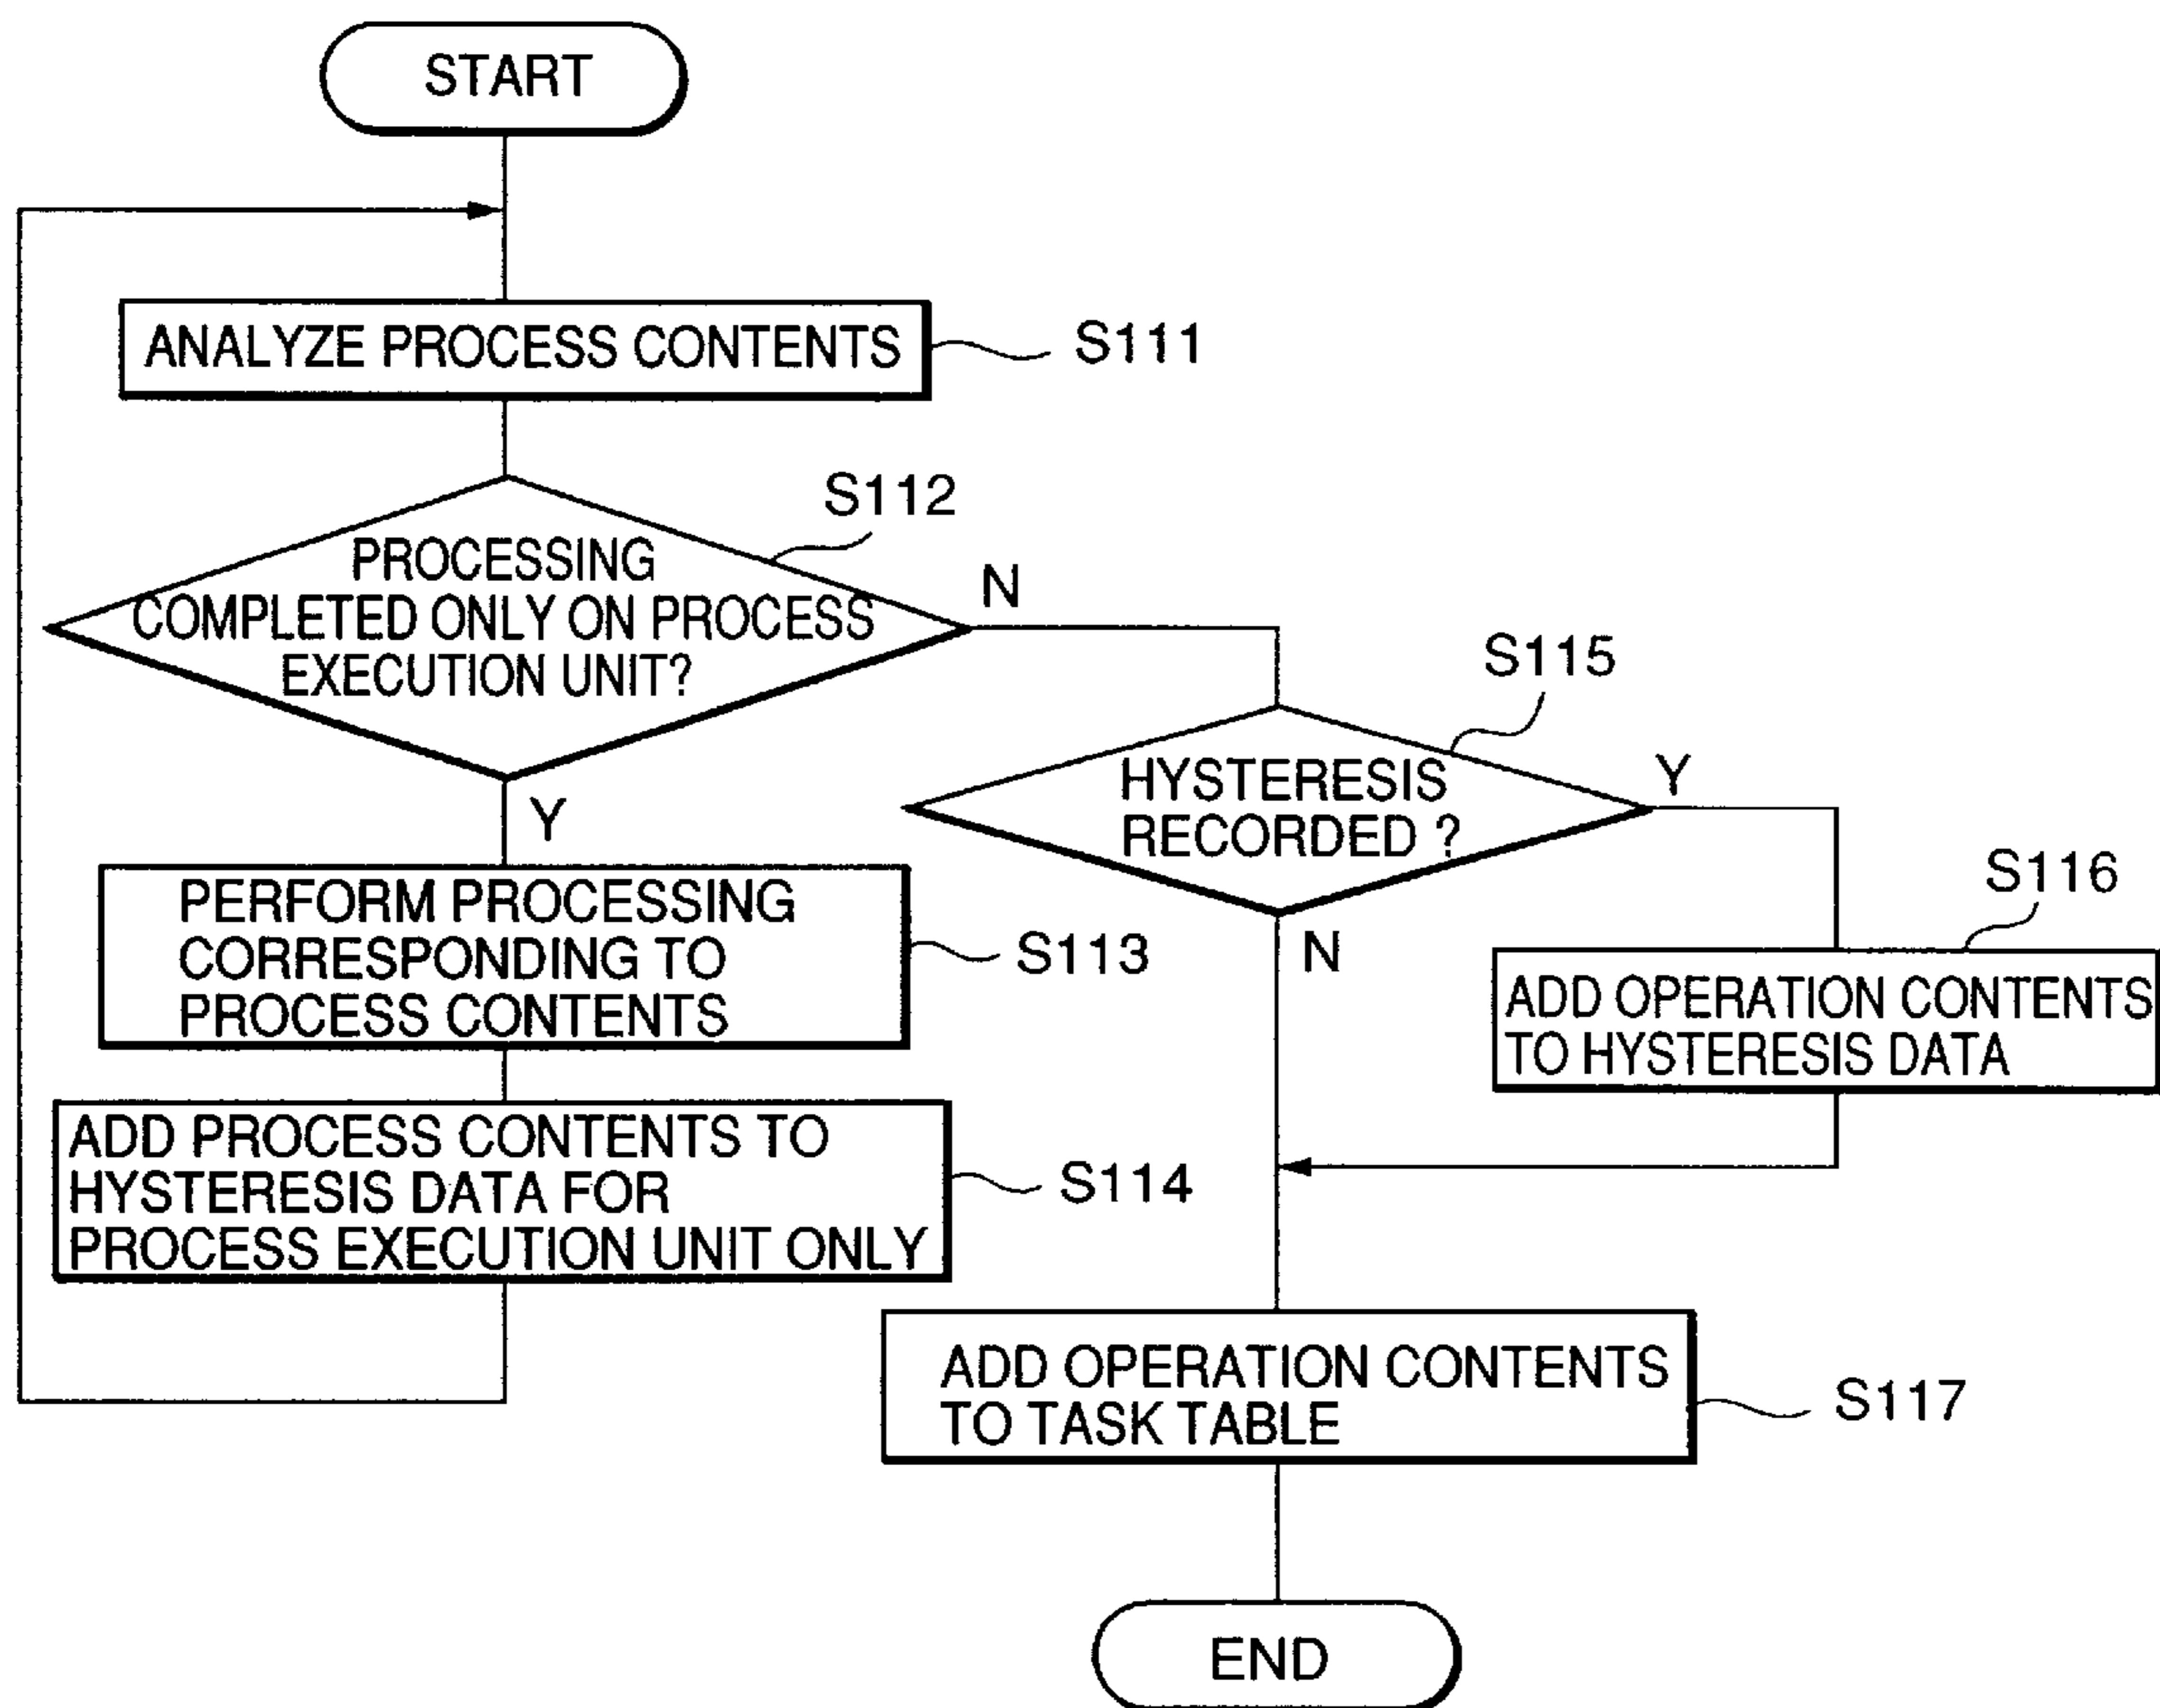 START
ANALYZE PROCESS CONTENTS
S111
S112
PROCESSING
COMPLETED ONLY ON PROCESS
EXECUTION UNIT?
N
Y
S115
HYSTERESIS
RECORDED ?
Y
N
S116
ADD OPERATION CONTENTS
TO HYSTERESIS DATA
PERFORM PROCESSING
CORRESPONDING TO
PROCESS CONTENTS
S113
ADD PROCESS CONTENTS TO
HYSTERESIS DATA FOR
PROCESS EXECUTION UNIT ONLY
S114
ADD OPERATION CONTENTS
TO TASK TABLE
S117
END